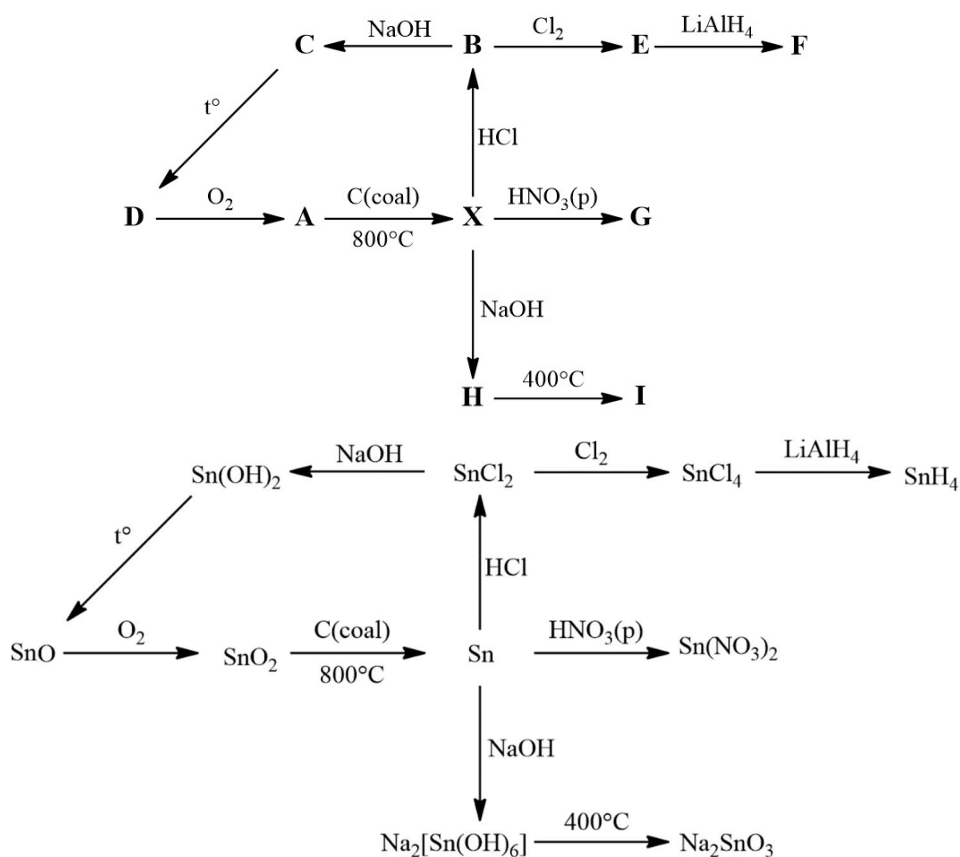 C NaOH B Cl₂ E LiAlH₄ F
t°
HCl
D O₂ A C(coal) X HNO₃(p) G
800°C
NaOH
H 400°C I
Sn(OH)₂ NaOH SnCl₂ Cl₂ SnCl₄ LiAlH₄ SnH₄
t°
HCl
SnO O₂ SnO₂ C(coal) Sn HNO₃(p) Sn(NO₃)₂
800°C
NaOH
Na₂[Sn(OH)₆] 400°C Na₂SnO₃